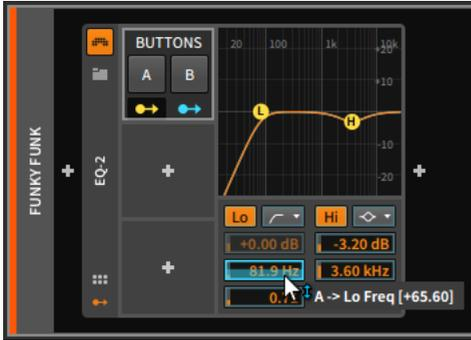 FUNKY FUNK
EQ-2
BUTTONS
A B
20 100 1k 10k
+20
+10
-10
-20
L
H
Lo Hi
+0.00 dB -3.20 dB
81.9 Hz 3.60 kHz
A -> Lo Freq [+65.60]